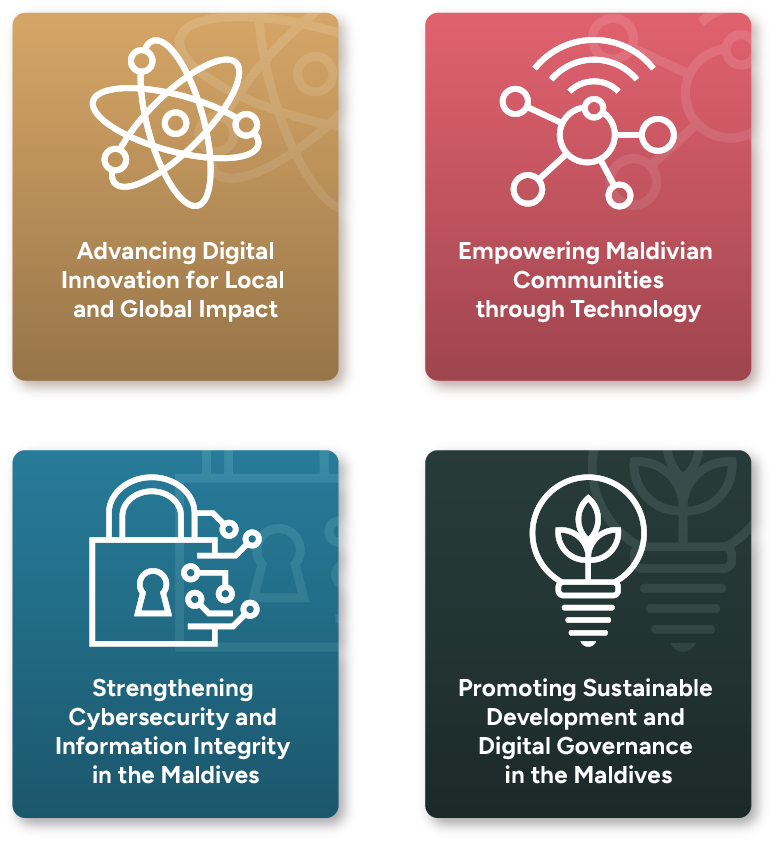 Advancing Digital
Innovation for Local
and Global Impact
Empowering Maldivian
Communities
through Technology
Strengthening
Cybersecurity and
Information Integrity
in the Maldives
Promoting Sustainable
Development and
Digital Governance
in the Maldives